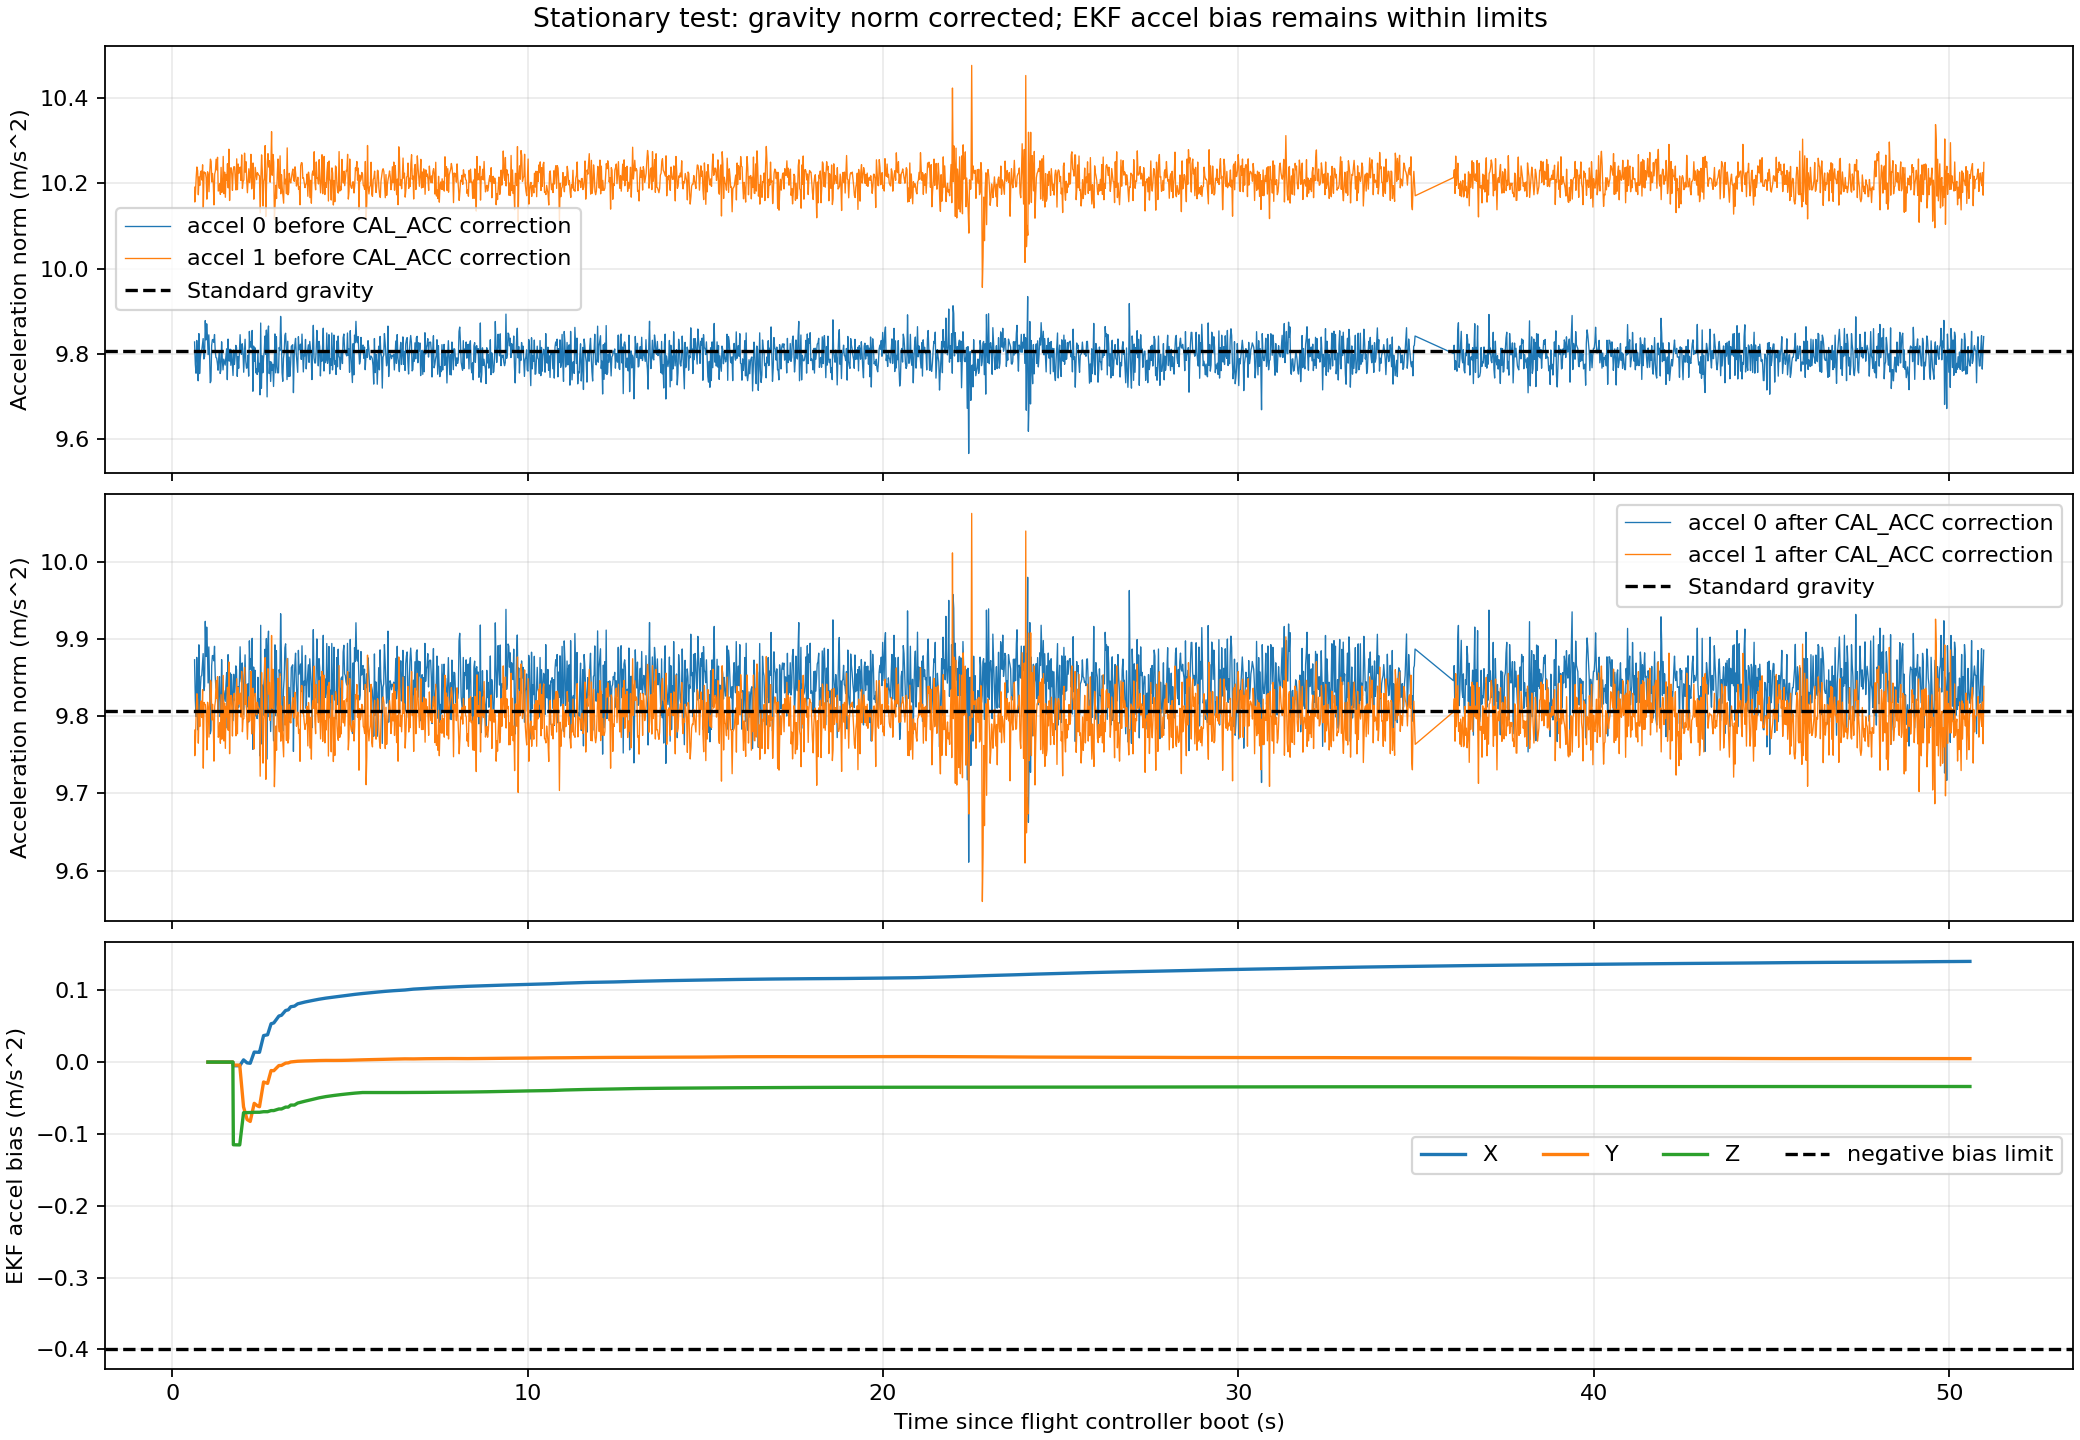 Stationary test: gravity norm corrected; EKF accel bias remains within limits
Acceleration norm (m/s^2)
10.4
10.2
10.0
9.8
9.6
accel 0 before CAL_ACC correction
accel 1 before CAL_ACC correction
Standard gravity
Acceleration norm (m/s^2)
10.0
9.9
9.8
9.7
9.6
accel 0 after CAL_ACC correction
accel 1 after CAL_ACC correction
Standard gravity
EKF accel bias (m/s^2)
0.1
0.0
−0.1
−0.2
−0.3
−0.4
X Y Z negative bias limit
0 10 20 30 40 50
Time since flight controller boot (s)